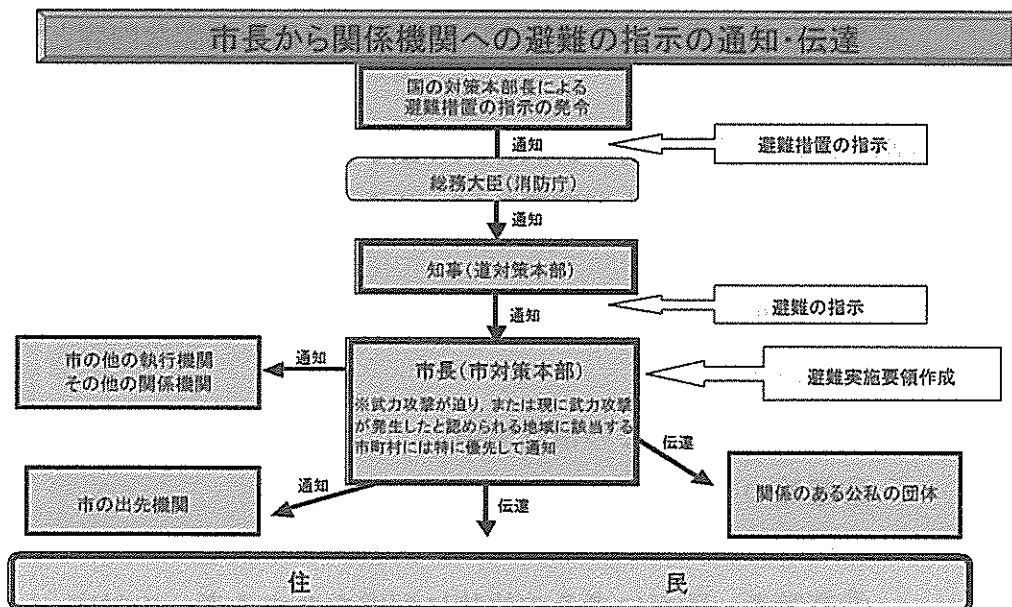 市長から関係機関への避難の指示の通知・伝達
国の対策本部長による
避難措置の指示の発令
通知
避難措置の指示
総務大臣(消防庁)
通知
知事(道対策本部)
通知
避難の指示
市の他の執行機関
その他の関係機関
通知
市長(市対策本部)
※武力攻撃が迫り,または現に武力攻撃
が発生したと認められる地域に該当する
市町村には特に優先して通知
避難実施要領作成
伝達
市の出先機関
通知
伝達
関係のある公私の団体
住民